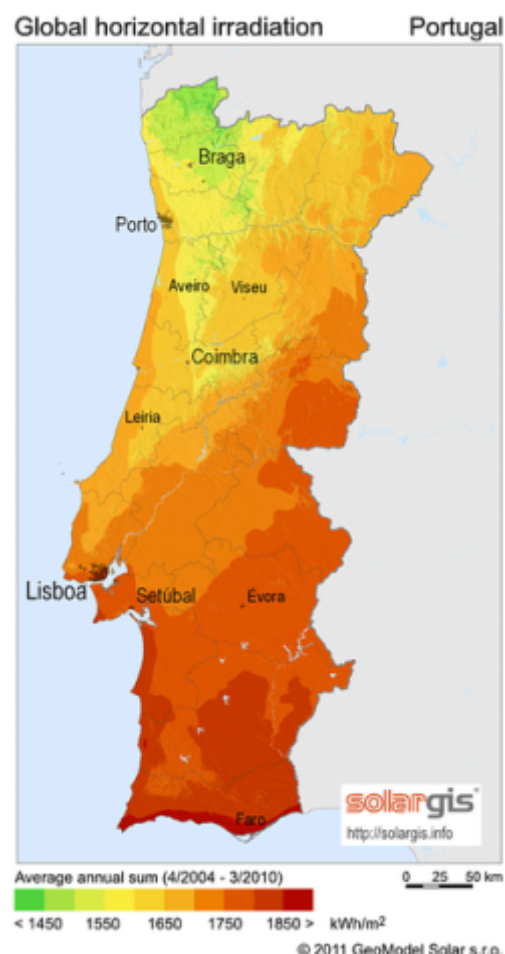 Global horizontal irradiation Portugal
Braga
Porto
Aveiro Viseu
Coimbra
Leiria
Lisboa Setúbal Évora
solargis
Faro
http://solargis.info
Average annual sum (4/2004 - 3/2010) 0 25 50 km
< 1450 1550 1650 1750 1850 > kWh/m²
© 2011 GeoModel Solar s.r.o.